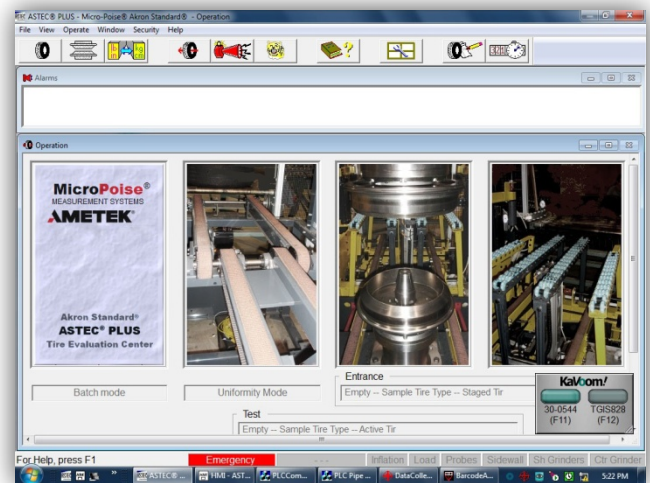 ASTEC® PLUS - Micro-Poise® Akron Standard® - Operation
File View Operate Window Security Help
Alarms
Operation
MicroPoise®
MEASUREMENT SYSTEMS
AMETEK®
Akron Standard®
ASTEC® PLUS
Tire Evaluation Center
Batch mode
Uniformity Mode
Entrance
Empty -- Sample Tire Type -- Staged Tir
Test
Empty -- Sample Tire Type -- Active Tir
KaVoom!
30-0544
(F11)
TGIS828
(F12)
For Help, press F1
Emergency
- - -
Inflation
Load
Probes
Sidewall
Sh Grinders
Ctr Grinder
ASTEC® ...
HMI - AST...
PLCCom...
PLC Pipe ...
DataColle...
BarcodeA...
5:22 PM